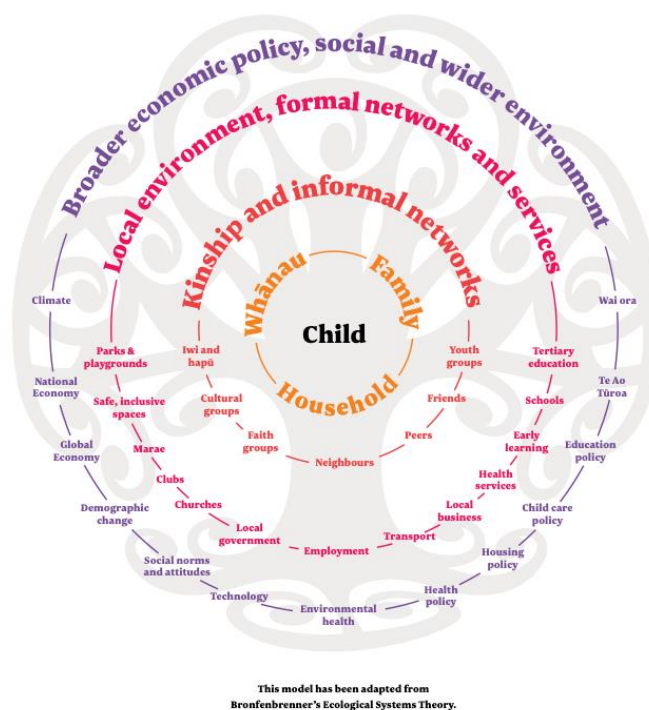 Broader economic policy, social and wider environment
Local environment, formal networks and services
Kinship and informal networks
Whānau
Family
Household
Child
Iwi and hapū
Cultural groups
Faith groups
Neighbours
Peers
Friends
Youth groups
Parks & playgrounds
Safe, inclusive spaces
Marae
Clubs
Churches
Local government
Employment
Transport
Local business
Health services
Early learning
Schools
Tertiary education
Climate
National Economy
Global Economy
Demographic change
Social norms and attitudes
Technology
Environmental health
Health policy
Housing policy
Child care policy
Education policy
Te Ao Tūroa
Wai ora
This model has been adapted from
Bronfenbrenner's Ecological Systems Theory.